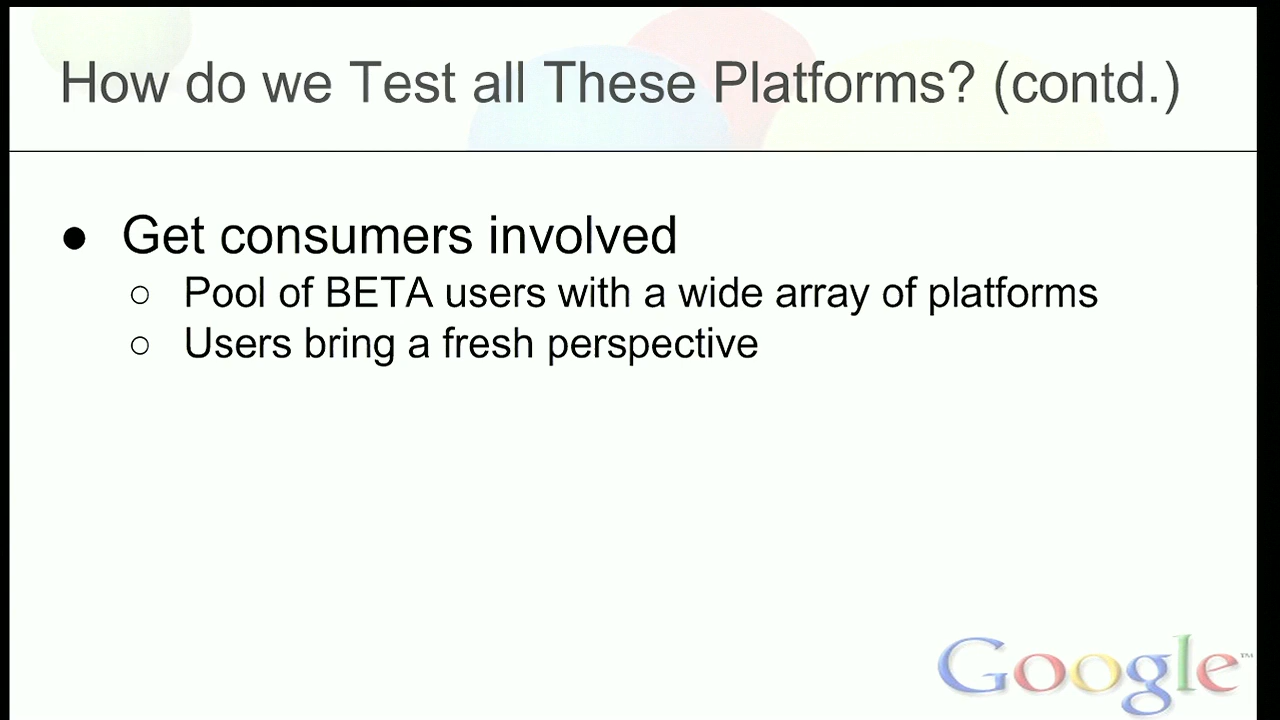 How do we Test all These Platforms? (contd.)
● Get consumers involved
○ Pool of BETA users with a wide array of platforms
○ Users bring a fresh perspective
Google™